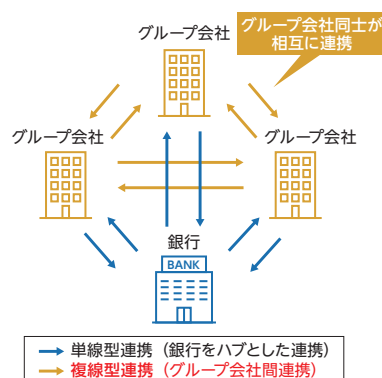 グループ会社
グループ会社同士が
相互に連携
グループ会社
グループ会社
銀行
BANK
単線型連携（銀行をハブとした連携）
複線型連携（グループ会社間連携）